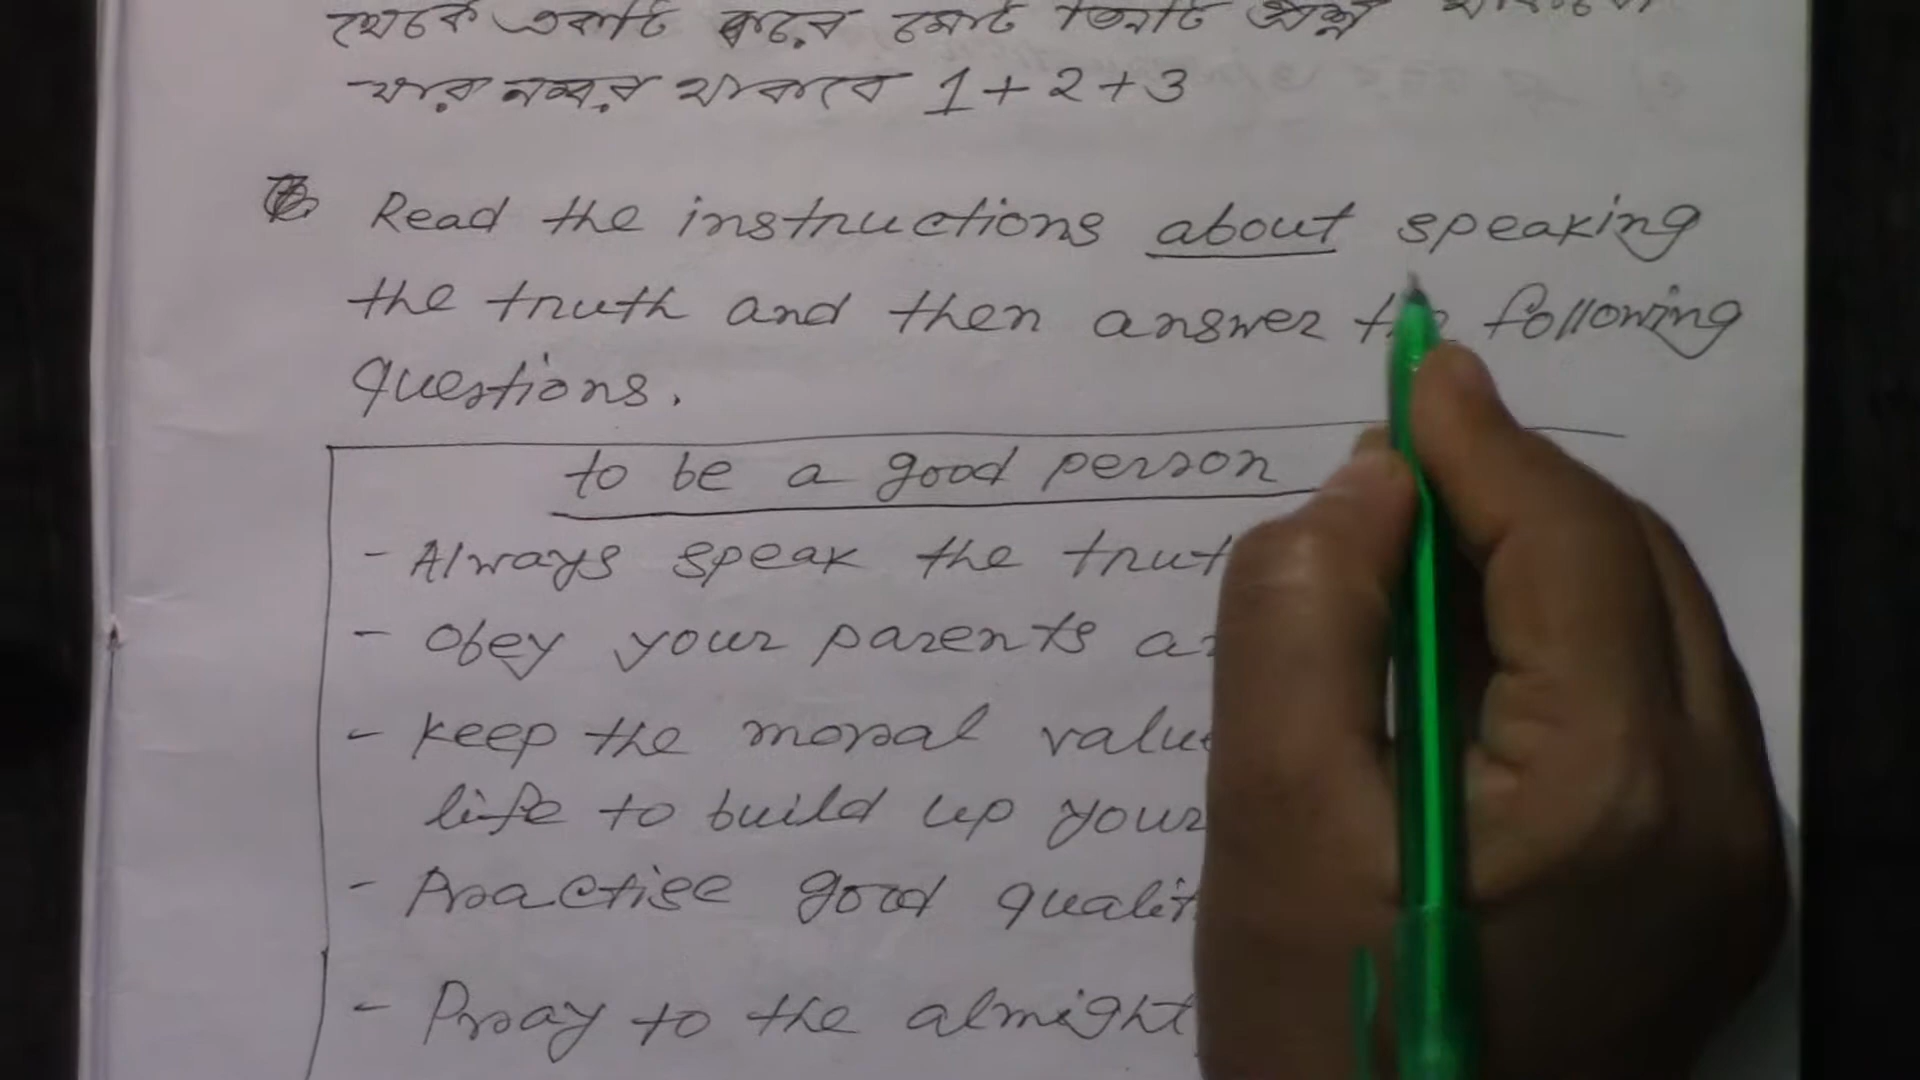 থেকে একটি করে মোট তিনটি প্রশ্ন
যার নম্বর থাকবে 1+2+3
Read the instructions about speaking
the truth and then answer the following
questions.
to be a good person
- Always speak the trut
- Obey your parents a
- Keep the moral value
life to build up your
- Practise good qualit
- Pray to the almight